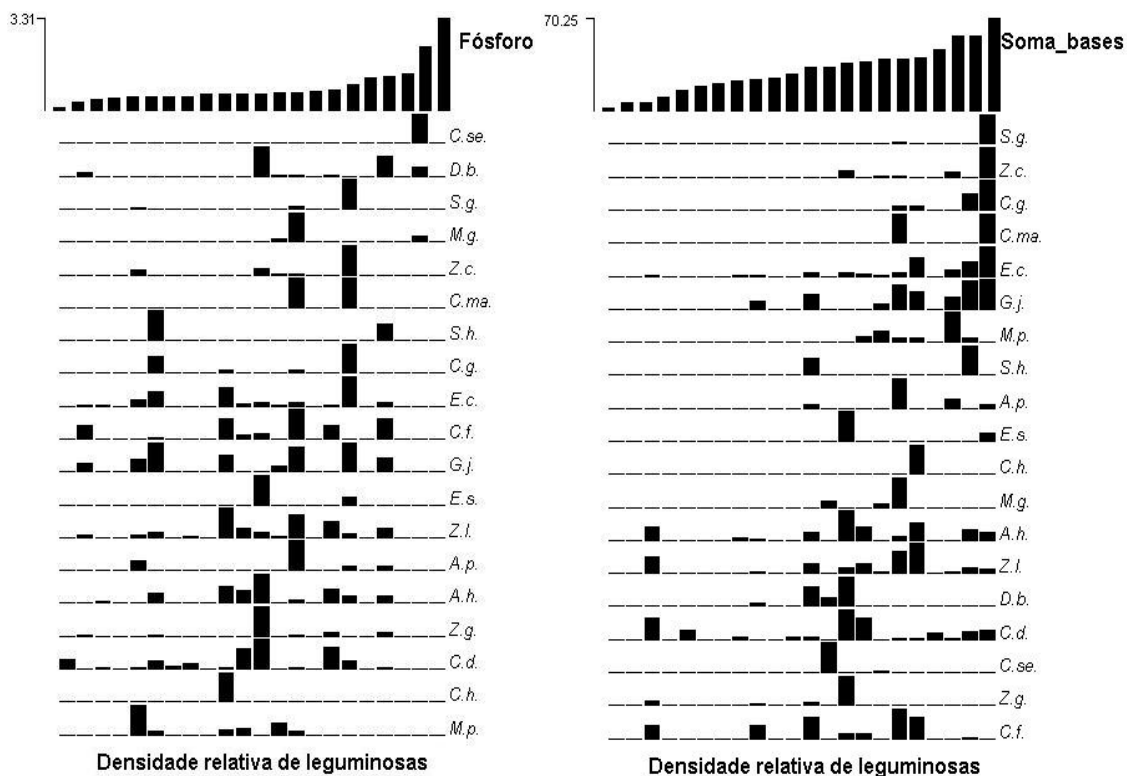 3.31
Fósforo
C.se.
D.b.
S.g.
M.g.
Z.c.
C.ma.
S.h.
C.g.
E.c.
C.f.
G.j.
E.s.
Z.l.
A.p.
A.h.
Z.g.
C.d.
C.h.
M.p.
Densidade relativa de leguminosas
70.25
Soma_bases
S.g.
Z.c.
C.g.
C.ma.
E.c.
G.j.
M.p.
S.h.
A.p.
E.s.
C.h.
M.g.
A.h.
Z.l.
D.b.
C.d.
C.se.
Z.g.
C.f.
Densidade relativa de leguminosas